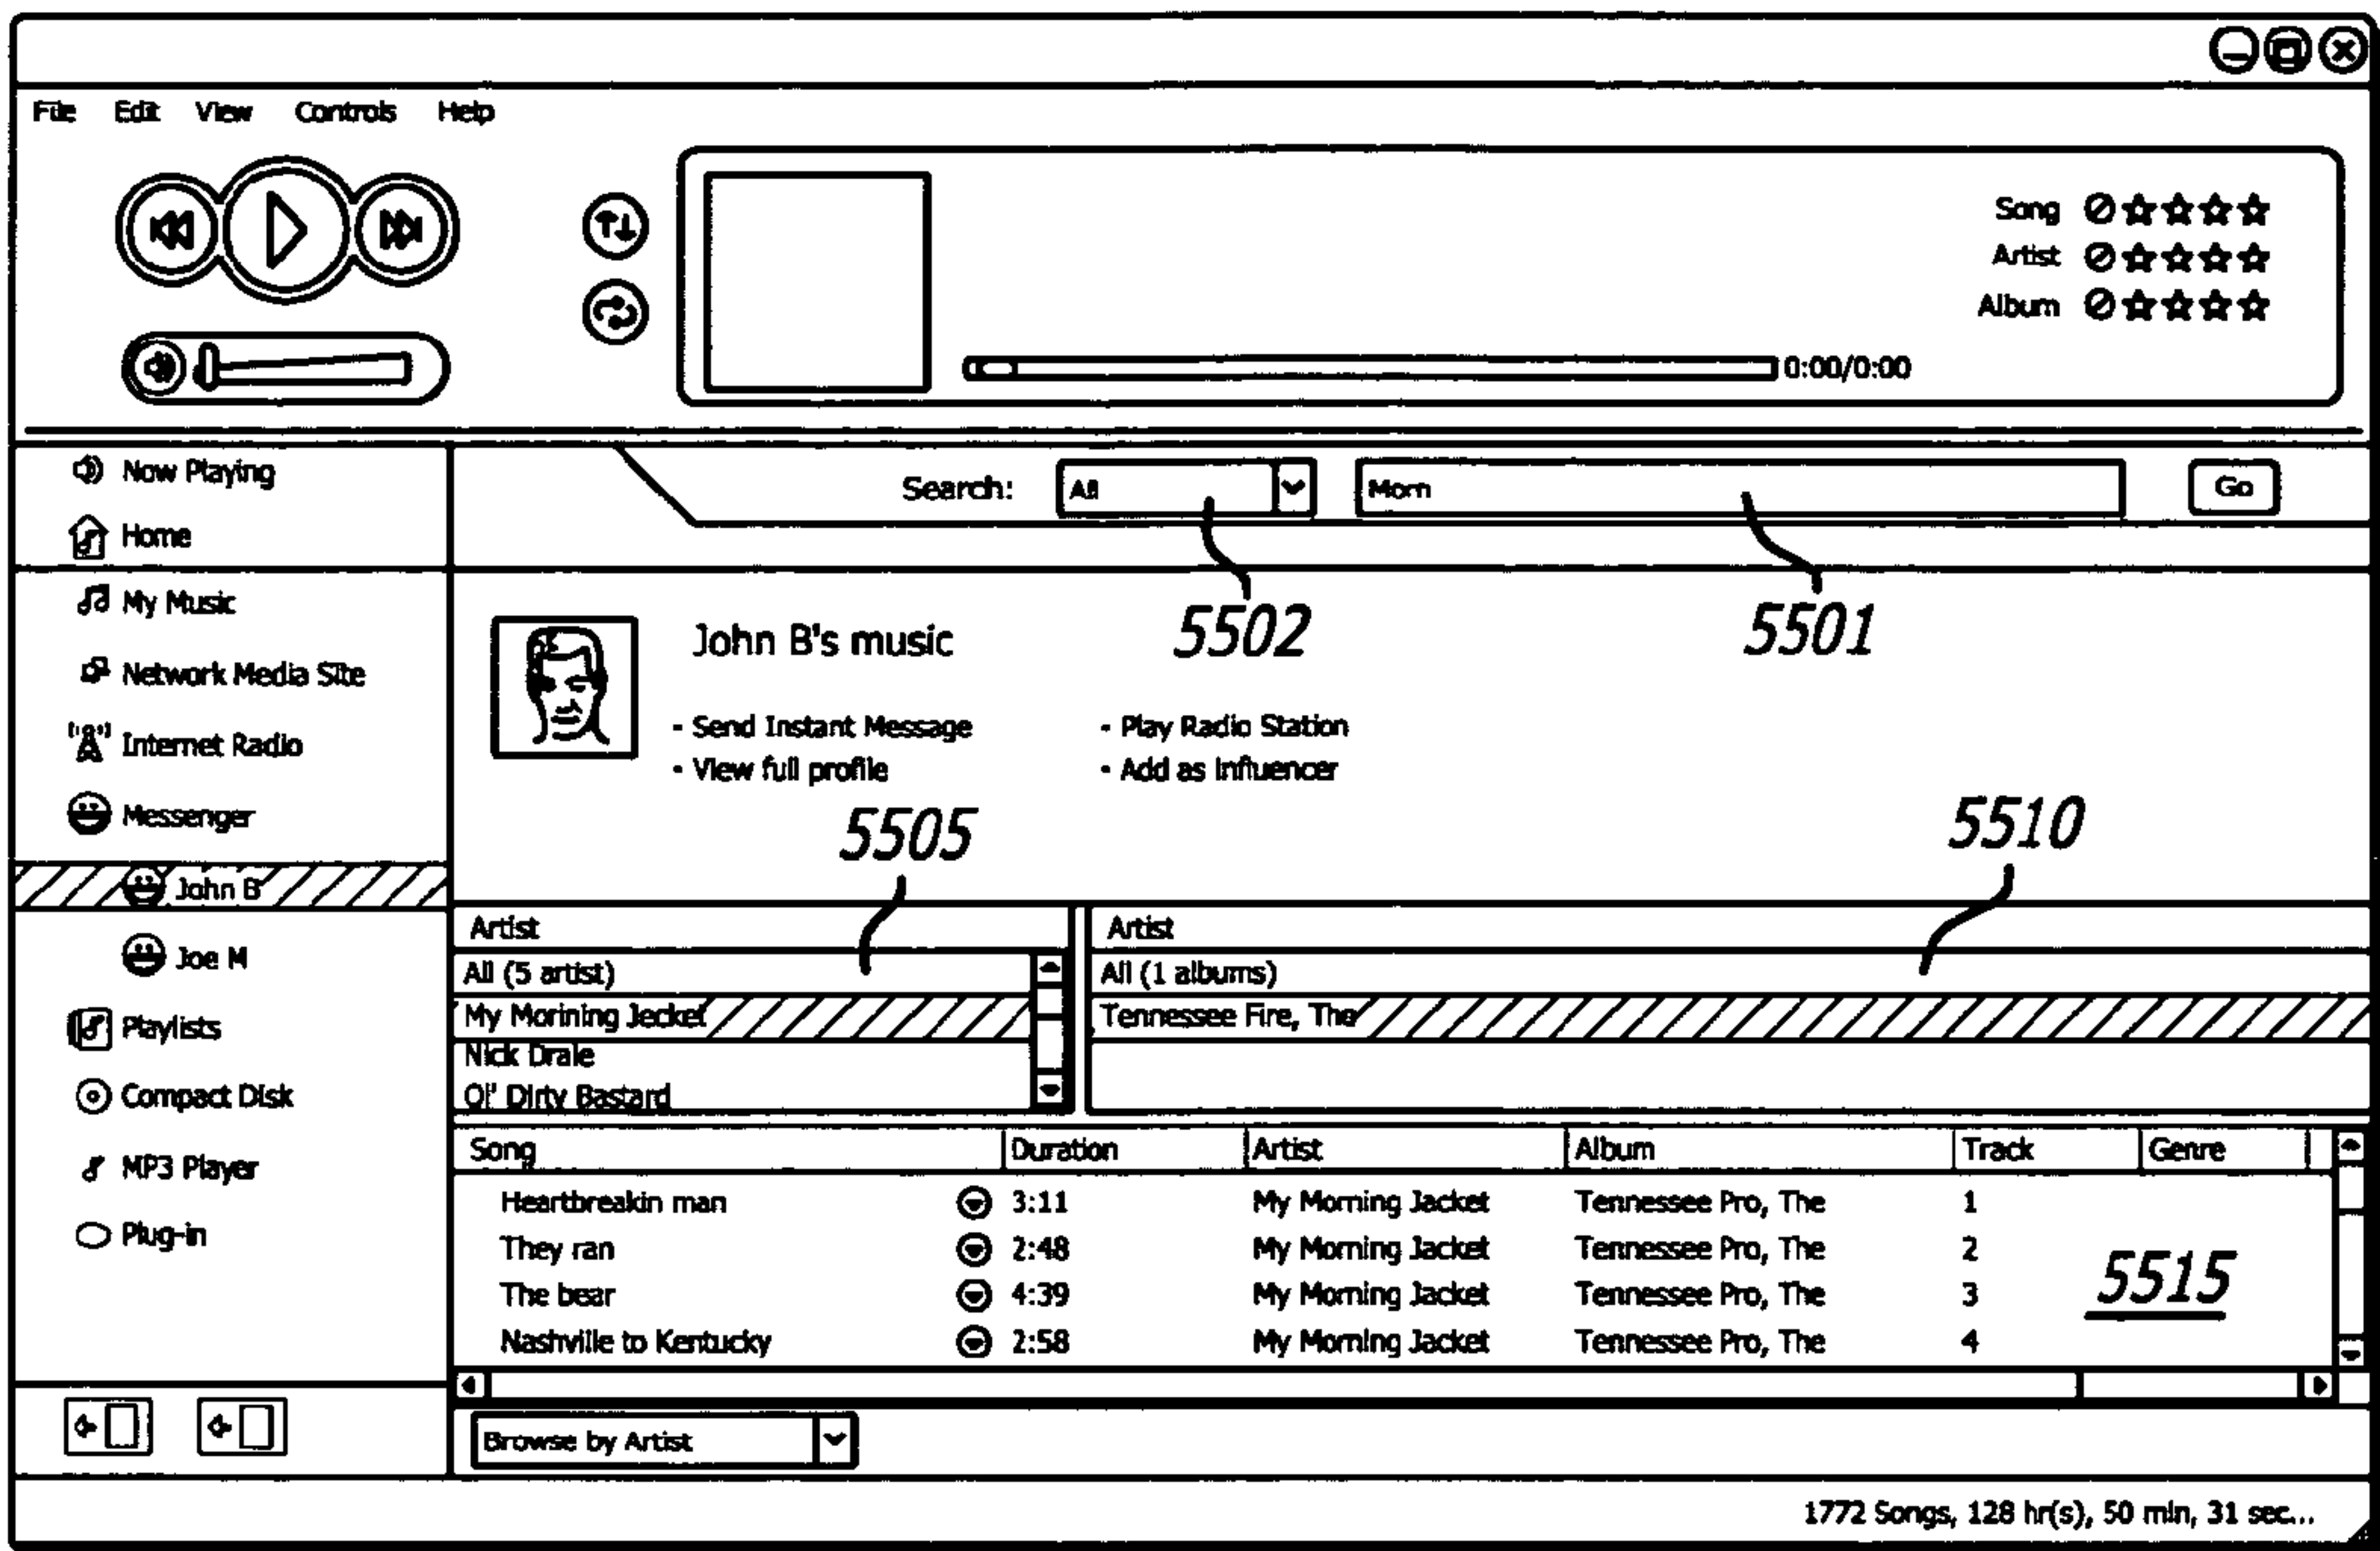 File Edit View Controls Help
Song
Artist
Album
0:00/0:00
Now Playing
Home
My Music
Network Media Site
Internet Radio
Messenger
John B
Joe M
Playlists
Compact Disk
MP3 Player
Plug-in
Search: All Morn Go
5502 5501
John B's music
- Send Instant Message - Play Radio Station
- View full profile - Add as Influencer
5505 5510
Artist
All (5 artist)
My Morining Jecket
Nick Drale
Ol' Dirty Bastard
Artist
All (1 albums)
Tennessee Fire, The
Song Duration Artist Album Track Genre
Heartbreakin man 3:11 My Morning Jacket Tennessee Pro, The 1
They ran 2:48 My Morning Jacket Tennessee Pro, The 2
The bear 4:39 My Morning Jacket Tennessee Pro, The 3
Nashville to Kentucky 2:58 My Morning Jacket Tennessee Pro, The 4
5515
Browse by Artist
1772 Songs, 128 hr(s), 50 min, 31 sec...